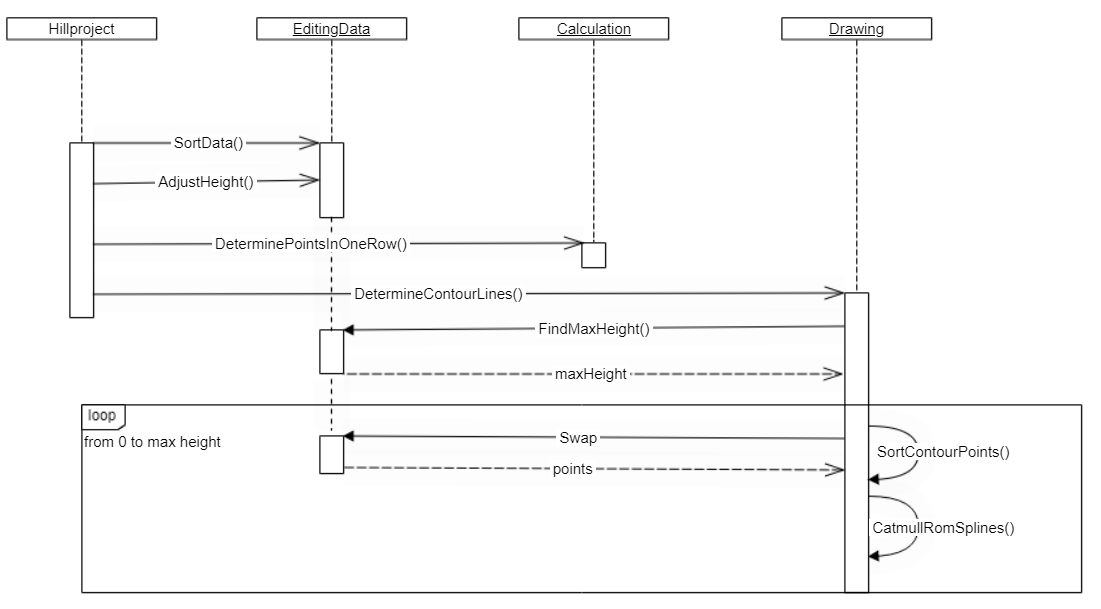 Hillproject
EditingData
Calculation
Drawing
SortData()
AdjustHeight()
DeterminePointsInOneRow()
DetermineContourLines()
FindMaxHeight()
maxHeight
loop
from 0 to max height
Swap
SortContourPoints()
points
CatmullRomSplines()